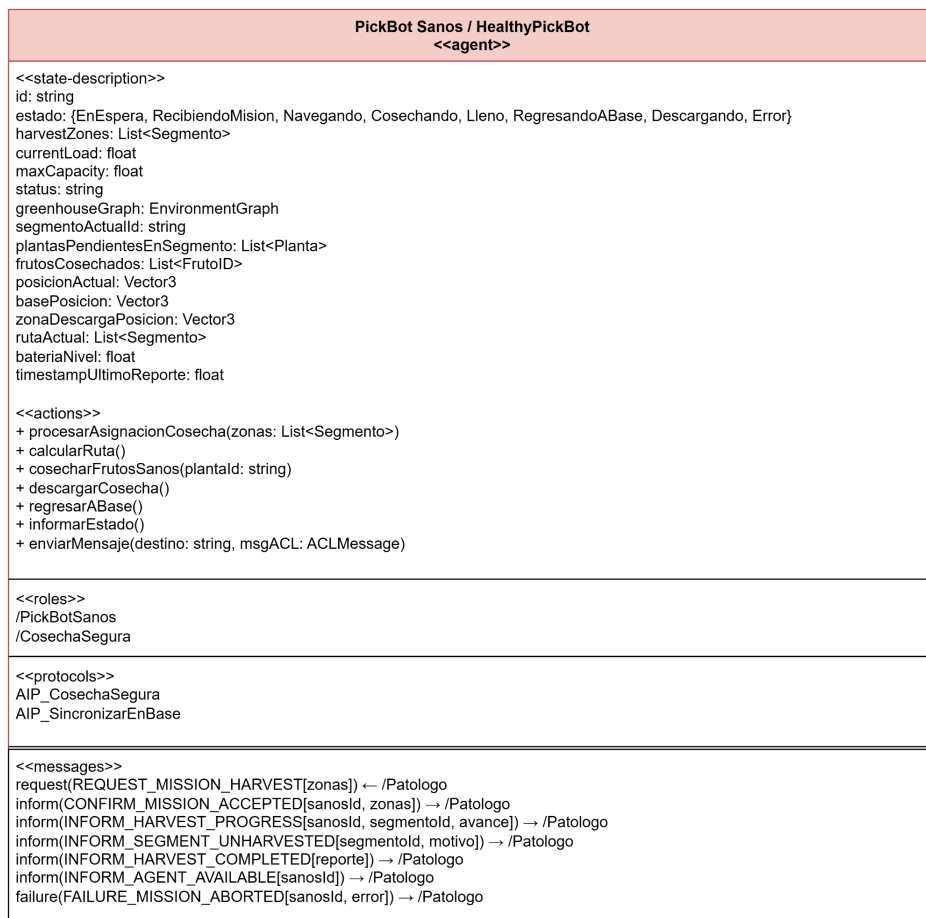 PickBot Sanos / HealthyPickBot
<<agent>>
<<state-description>>
id: string
estado: {EnEspera, RecibiendoMision, Navegando, Cosechando, Lleno, RegresandoABase, Descargando, Error}
harvestZones: List<Segmento>
currentLoad: float
maxCapacity: float
status: string
greenhouseGraph: EnvironmentGraph
segmentoActualId: string
plantasPendientesEnSegmento: List<Planta>
frutosCosechados: List<FrutoID>
posicionActual: Vector3
basePosicion: Vector3
zonaDescargaPosicion: Vector3
rutaActual: List<Segmento>
bateriaNivel: float
timestampUltimoReporte: float
<<actions>>
+ procesarAsignacionCosecha(zonas: List<Segmento>)
+ calcularRuta()
+ cosecharFrutosSanos(plantaId: string)
+ descargarCosecha()
+ regresarABase()
+ informarEstado()
+ enviarMensaje(destino: string, msgACL: ACLMessage)
<<roles>>
/PickBotSanos
/CosechaSegura
<<protocols>>
AIP_CosechaSegura
AIP_SincronizarEnBase
<<messages>>
request(REQUEST_MISSION_HARVEST[zonas]) ← /Patologo
inform(CONFIRM_MISSION_ACCEPTED[sanosId, zonas]) → /Patologo
inform(INFORM_HARVEST_PROGRESS[sanosId, segmentoId, avance]) → /Patologo
inform(INFORM_SEGMENT_UNHARVESTED[segmentoId, motivo]) → /Patologo
inform(INFORM_HARVEST_COMPLETED[reporte]) → /Patologo
inform(INFORM_AGENT_AVAILABLE[sanosId]) → /Patologo
failure(FAILURE_MISSION_ABORTED[sanosId, error]) → /Patologo